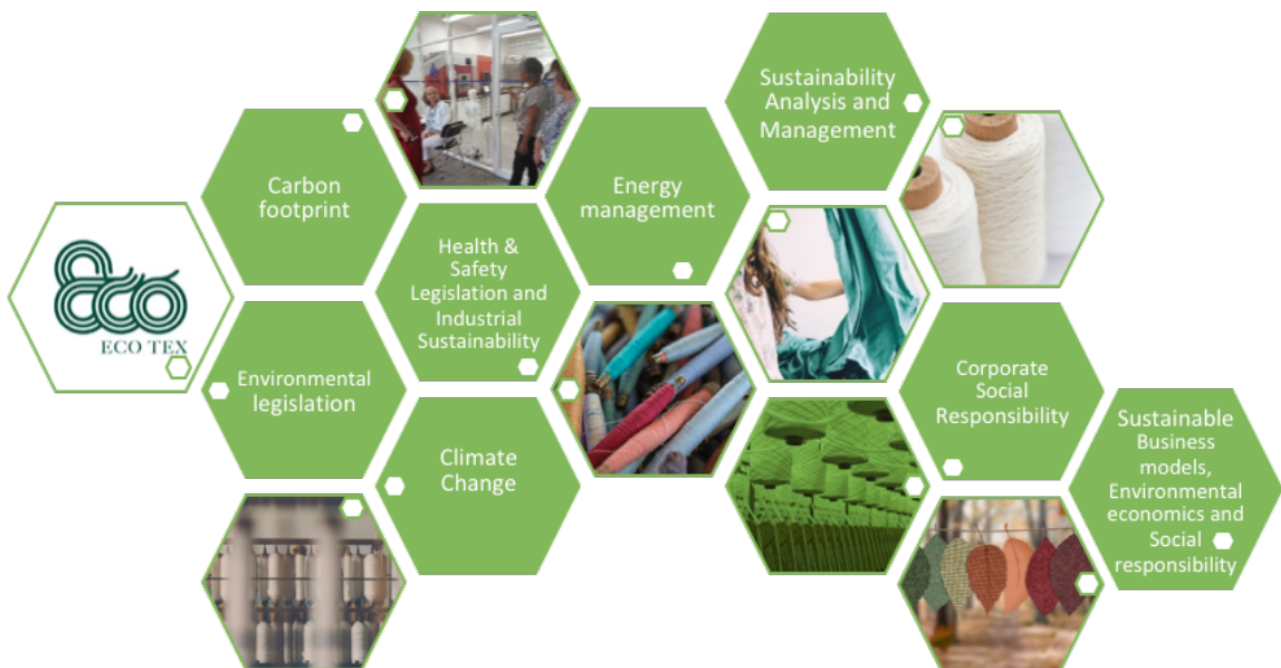 Sustainability
Analysis and
Management
Carbon
footprint
Energy
management
Health &
Safety
Legislation and
Industrial
Sustainability
eco
ECO TEX
Environmental
legislation
Corporate
Social
Responsibility
Climate
Change
Sustainable
Business
models,
Environmental
economics and
Social
responsibility